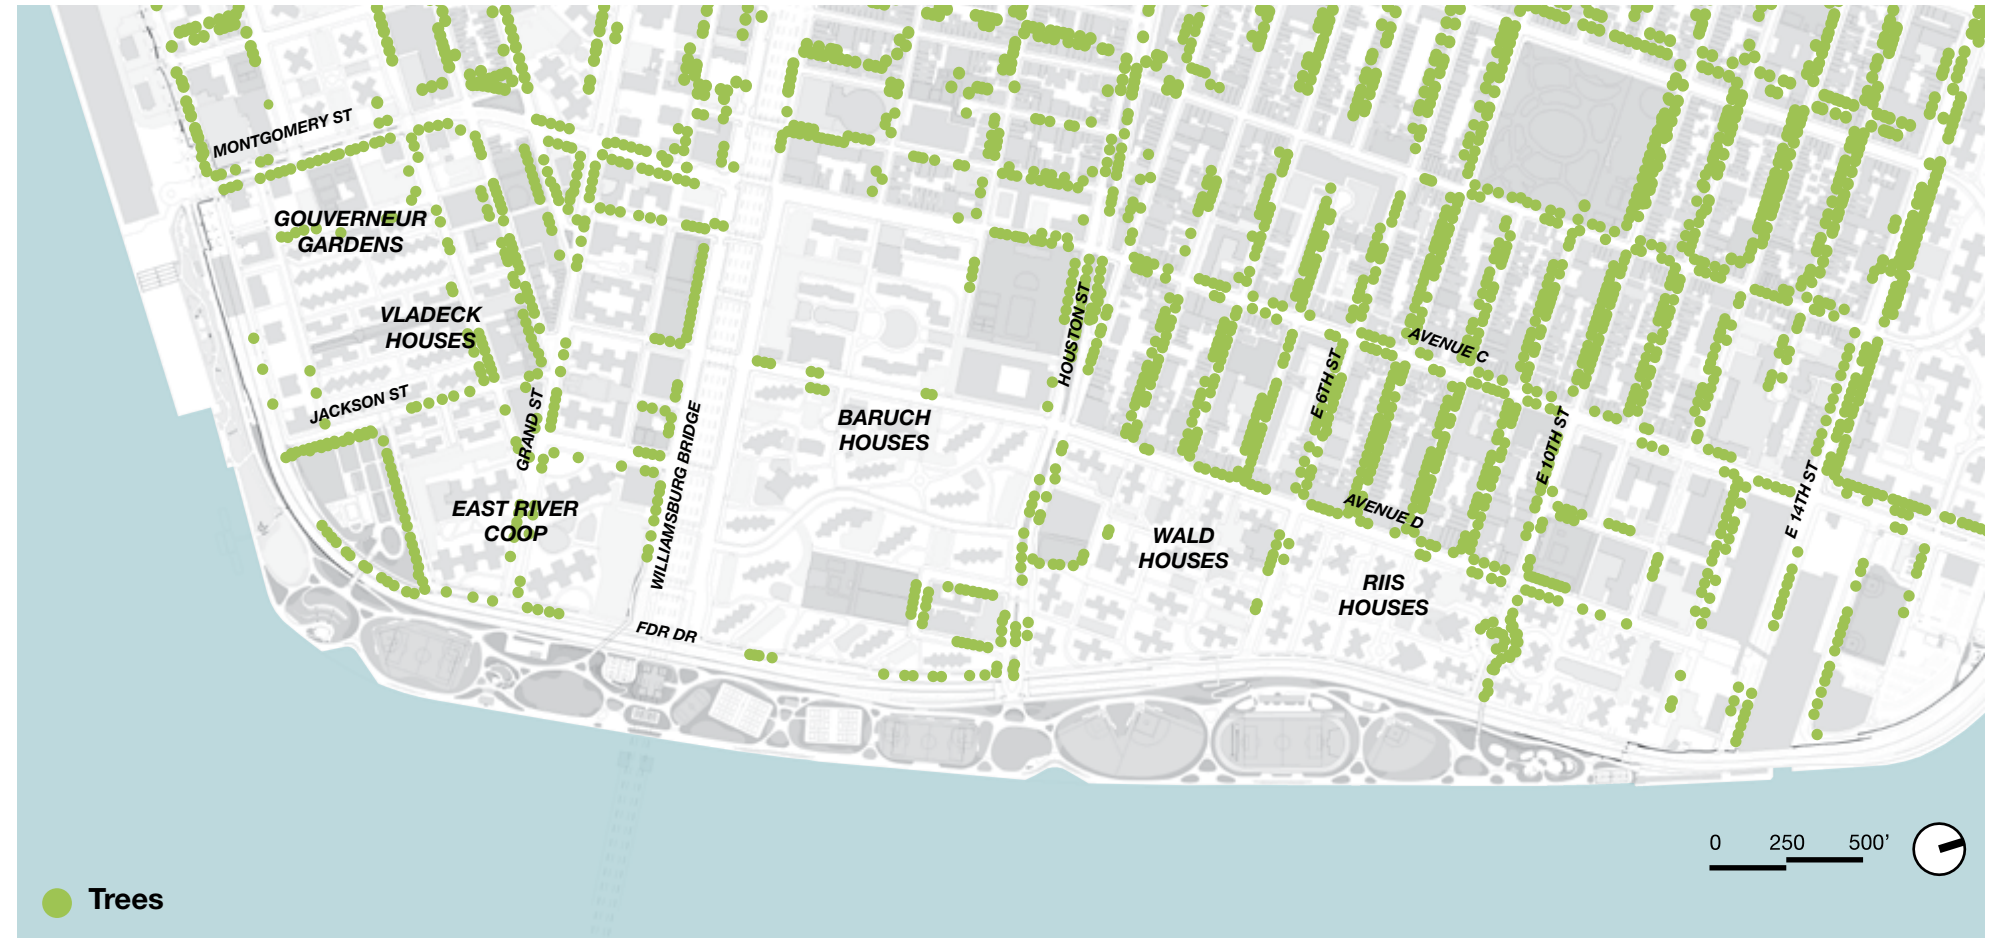 MONTGOMERY ST
GOUVERNEUR
GARDENS
VLADECK
HOUSES
JACKSON ST
GRAND ST
EAST RIVER
COOP
WILLIAMSBURG BRIDGE
FDR DR
BARUCH
HOUSES
HOUSTON ST
WALD
HOUSES
E 6TH ST
AVENUE C
AVENUE D
RIIS
HOUSES
E 10TH ST
E 14TH ST
0 250 500’
Trees